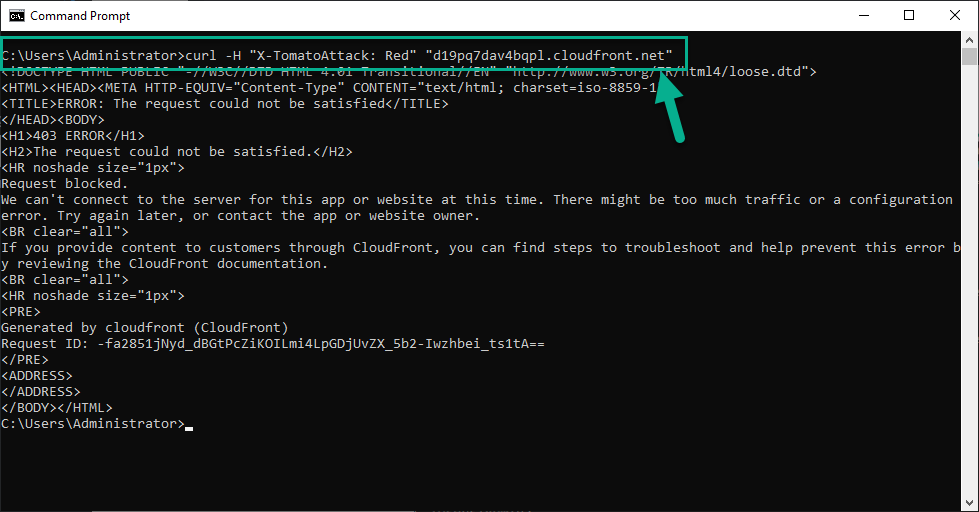 Command Prompt
C:\Users\Administrator>curl -H "X-TomatoAttack: Red" "d19pq7dav4bqpl.cloudfront.net"
<!DOCTYPE HTML PUBLIC "-//W3C//DTD HTML 4.01 Transitional//EN" "http://www.w3.org/TR/html4/loose.dtd">
<HTML><HEAD><META HTTP-EQUIV="Content-Type" CONTENT="text/html; charset=iso-8859-1
<TITLE>ERROR: The request could not be satisfied</TITLE>
</HEAD><BODY>
<H1>403 ERROR</H1>
<H2>The request could not be satisfied.</H2>
<HR noshade size="1px">
Request blocked.
We can't connect to the server for this app or website at this time. There might be too much traffic or a configuration
error. Try again later, or contact the app or website owner.
<BR clear="all">
If you provide content to customers through CloudFront, you can find steps to troubleshoot and help prevent this error b
y reviewing the CloudFront documentation.
<BR clear="all">
<HR noshade size="1px">
<PRE>
Generated by cloudfront (CloudFront)
Request ID: -fa2851jNyd_dBGtPcZiKOILmi4LpGDjUvZX_5b2-Iwzhbei_ts1tA==
</PRE>
<ADDRESS>
</ADDRESS>
</BODY></HTML>
C:\Users\Administrator>